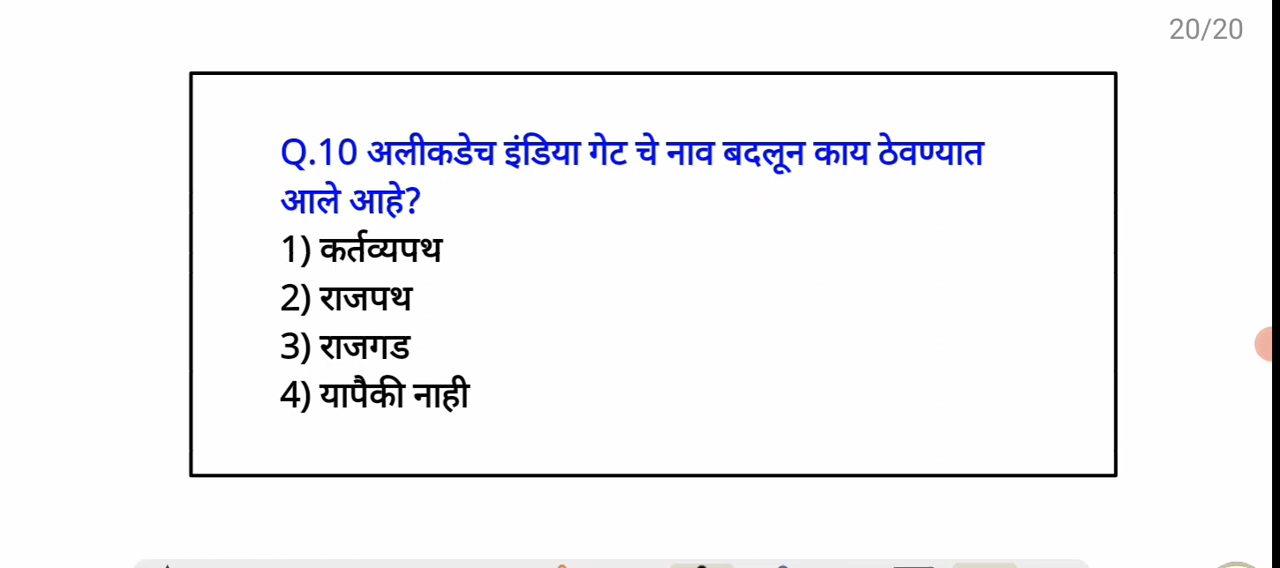 20/20
Q.10 अलीकडेच इंडिया गेट चे नाव बदलून काय ठेवण्यात
आले आहे?
1) कर्तव्यपथ
2) राजपथ
3) राजगड
4) यापैकी नाही